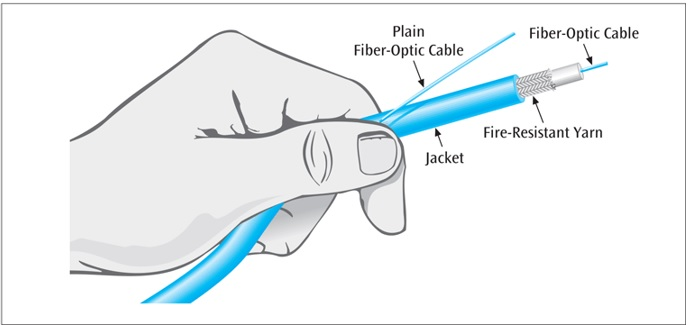 Plain
Fiber-Optic Cable
Fiber-Optic Cable
Fire-Resistant Yarn
Jacket